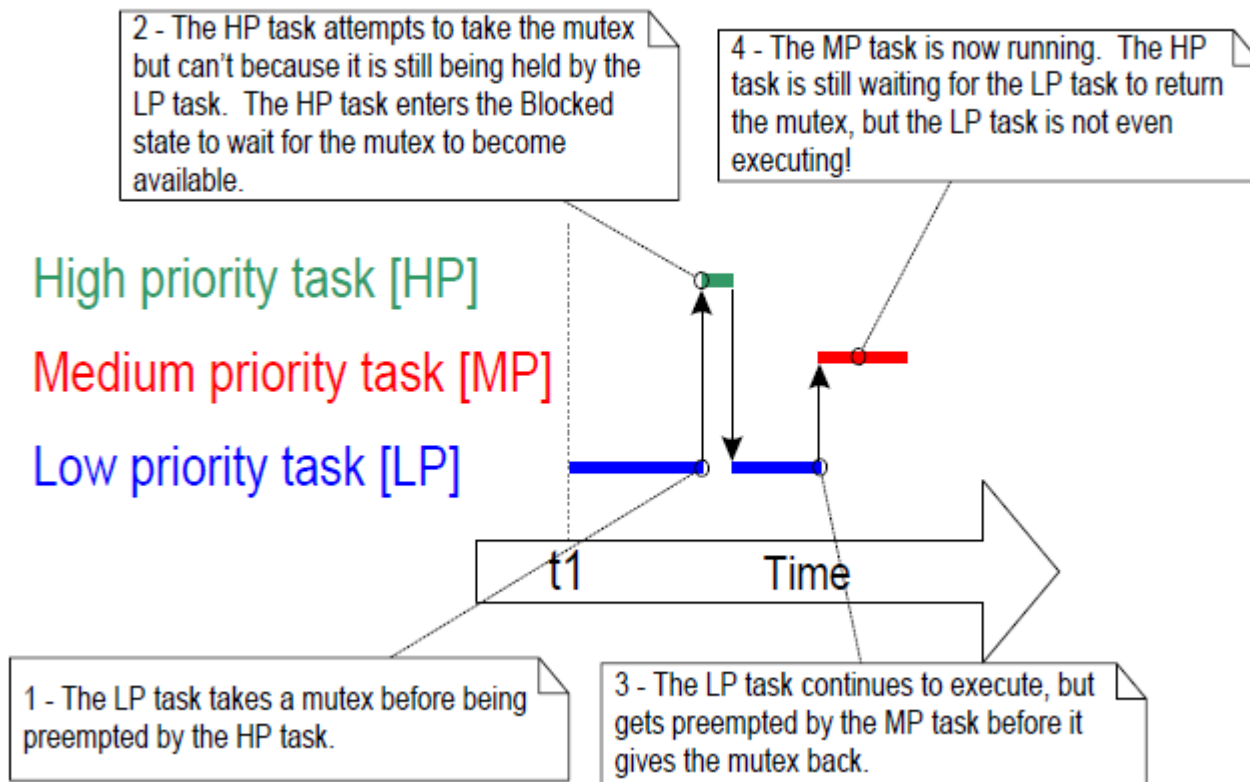 2 - The HP task attempts to take the mutex
but can't because it is still being held by the
LP task.  The HP task enters the Blocked
state to wait for the mutex to become
available.
4 - The MP task is now running.  The HP
task is still waiting for the LP task to return
the mutex, but the LP task is not even
executing!
High priority task [HP]
Medium priority task [MP]
Low priority task [LP]
t1
Time
1 - The LP task takes a mutex before being
preempted by the HP task.
3 - The LP task continues to execute, but
gets preempted by the MP task before it
gives the mutex back.